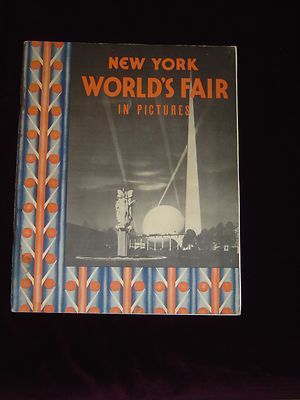 NEW YORK
WORLD'S FAIR
IN PICTURES